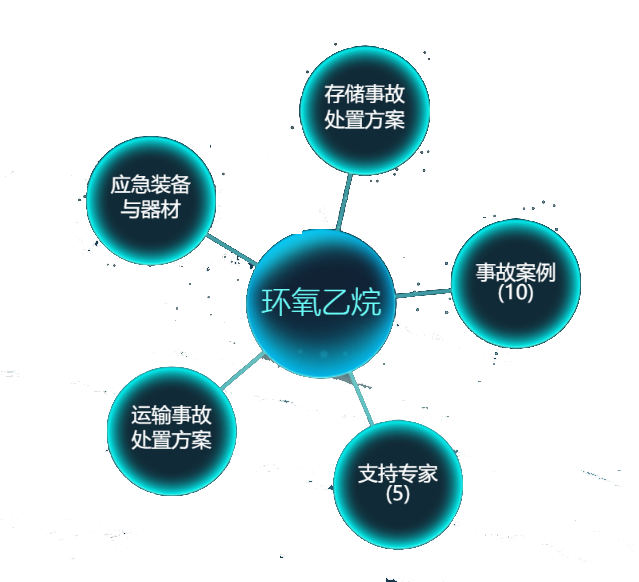 存储事故
处置方案
应急装备
与器材
事故案例
(10)
环氧乙烷
运输事故
处置方案
支持专家
(5)